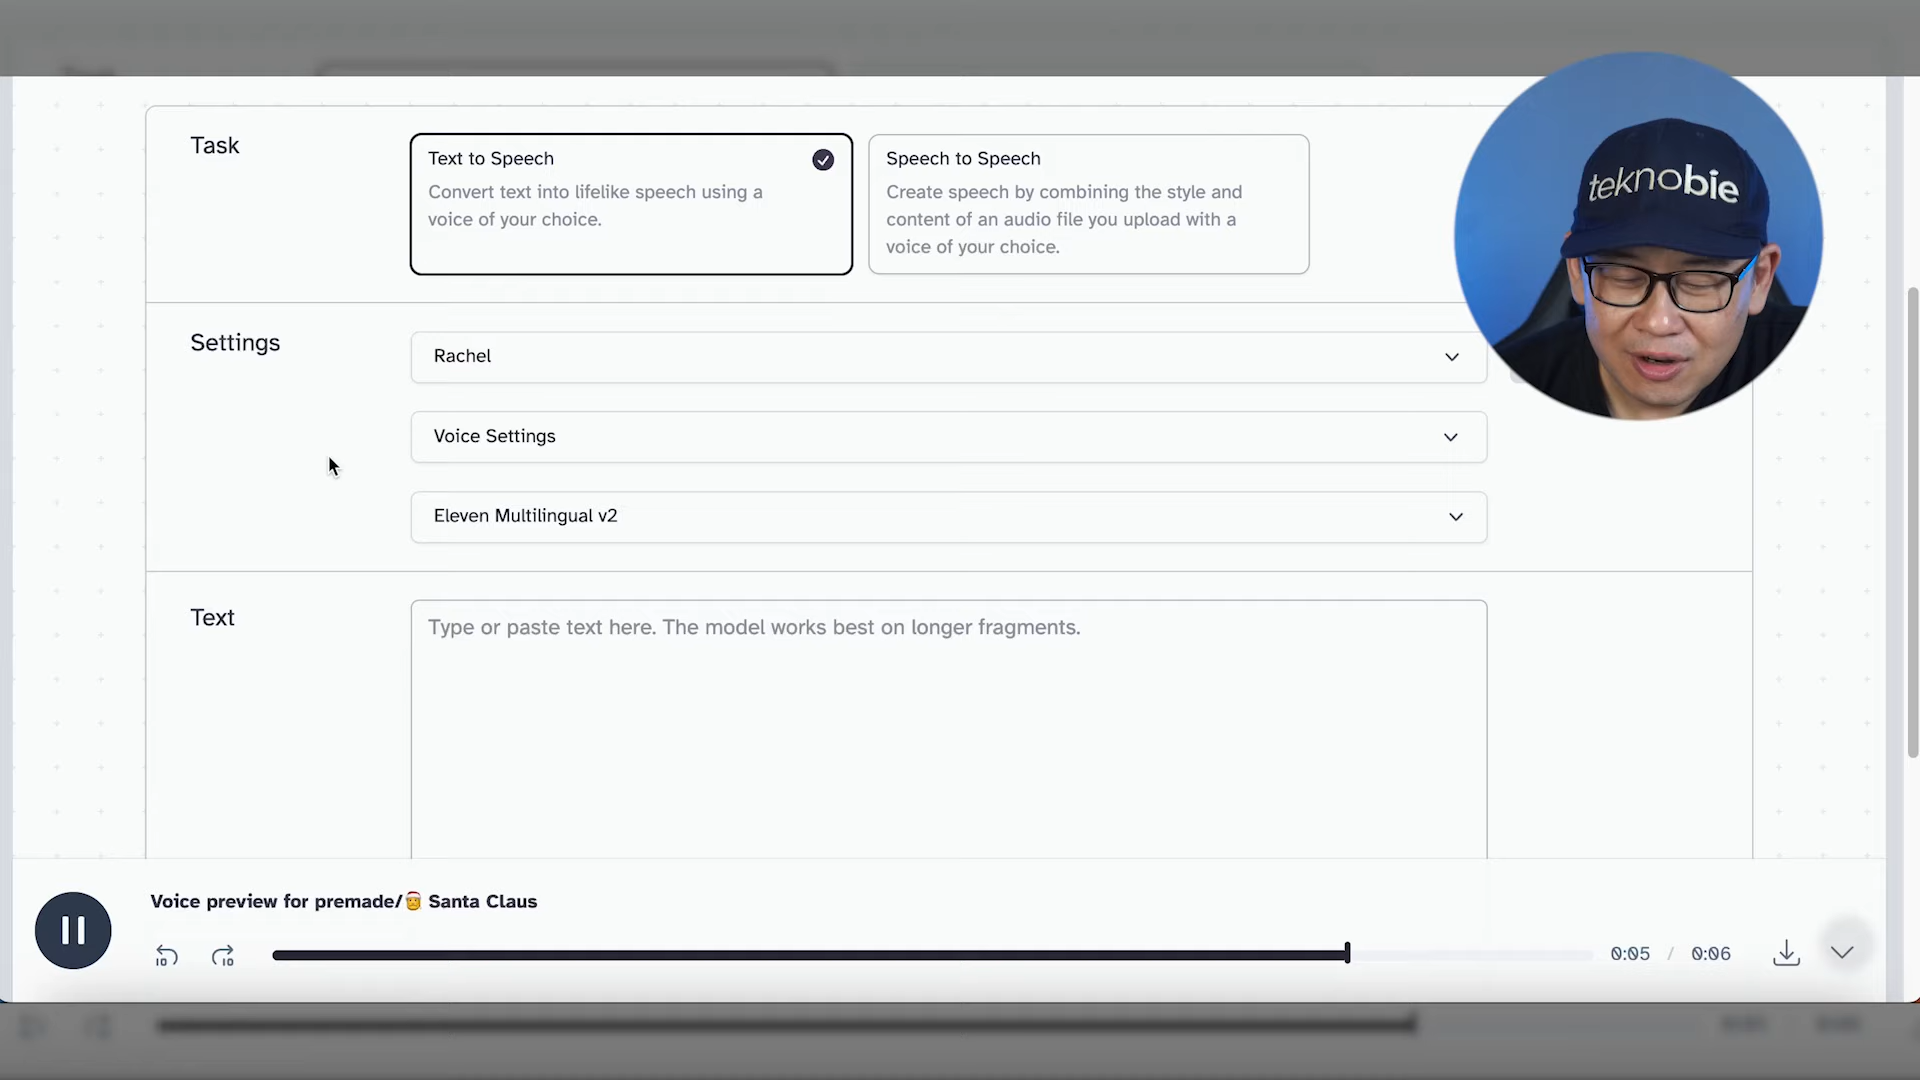 Task
Text to Speech
Convert text into lifelike speech using a
voice of your choice.
Speech to Speech
Create speech by combining the style and
content of an audio file you upload with a
voice of your choice.
teknobie
Settings
Rachel
Voice Settings
Eleven Multilingual v2
Text
Type or paste text here. The model works best on longer fragments.
Voice preview for premade/🎅 Santa Claus
10
10
0:05 / 0:06